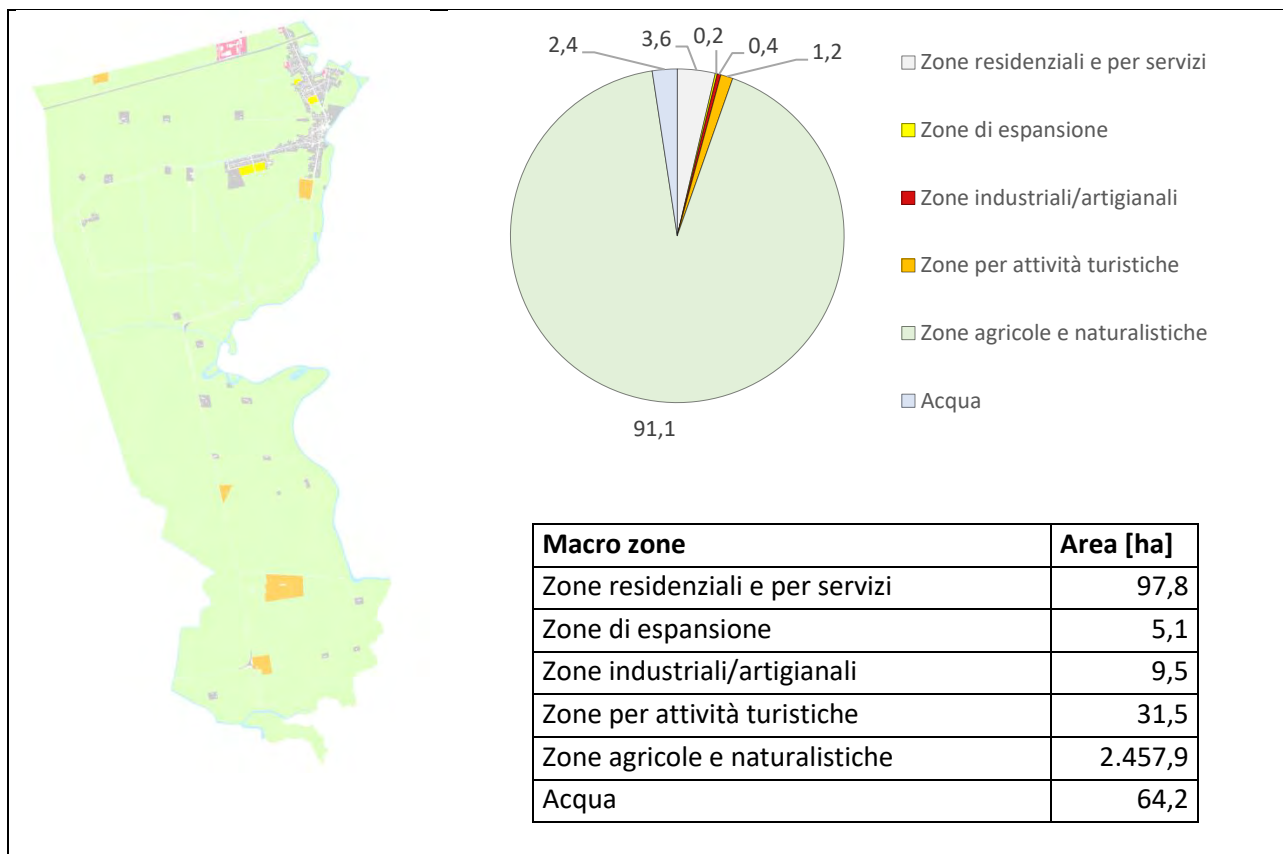 2,4
3,6
0,2
0,4
1,2
91,1
Zone residenziali e per servizi
Zone di espansione
Zone industriali/artigianali
Zone per attività turistiche
Zone agricole e naturalistiche
Acqua
Macro zone Area [ha]
Zone residenziali e per servizi 97,8
Zone di espansione 5,1
Zone industriali/artigianali 9,5
Zone per attività turistiche 31,5
Zone agricole e naturalistiche 2.457,9
Acqua 64,2